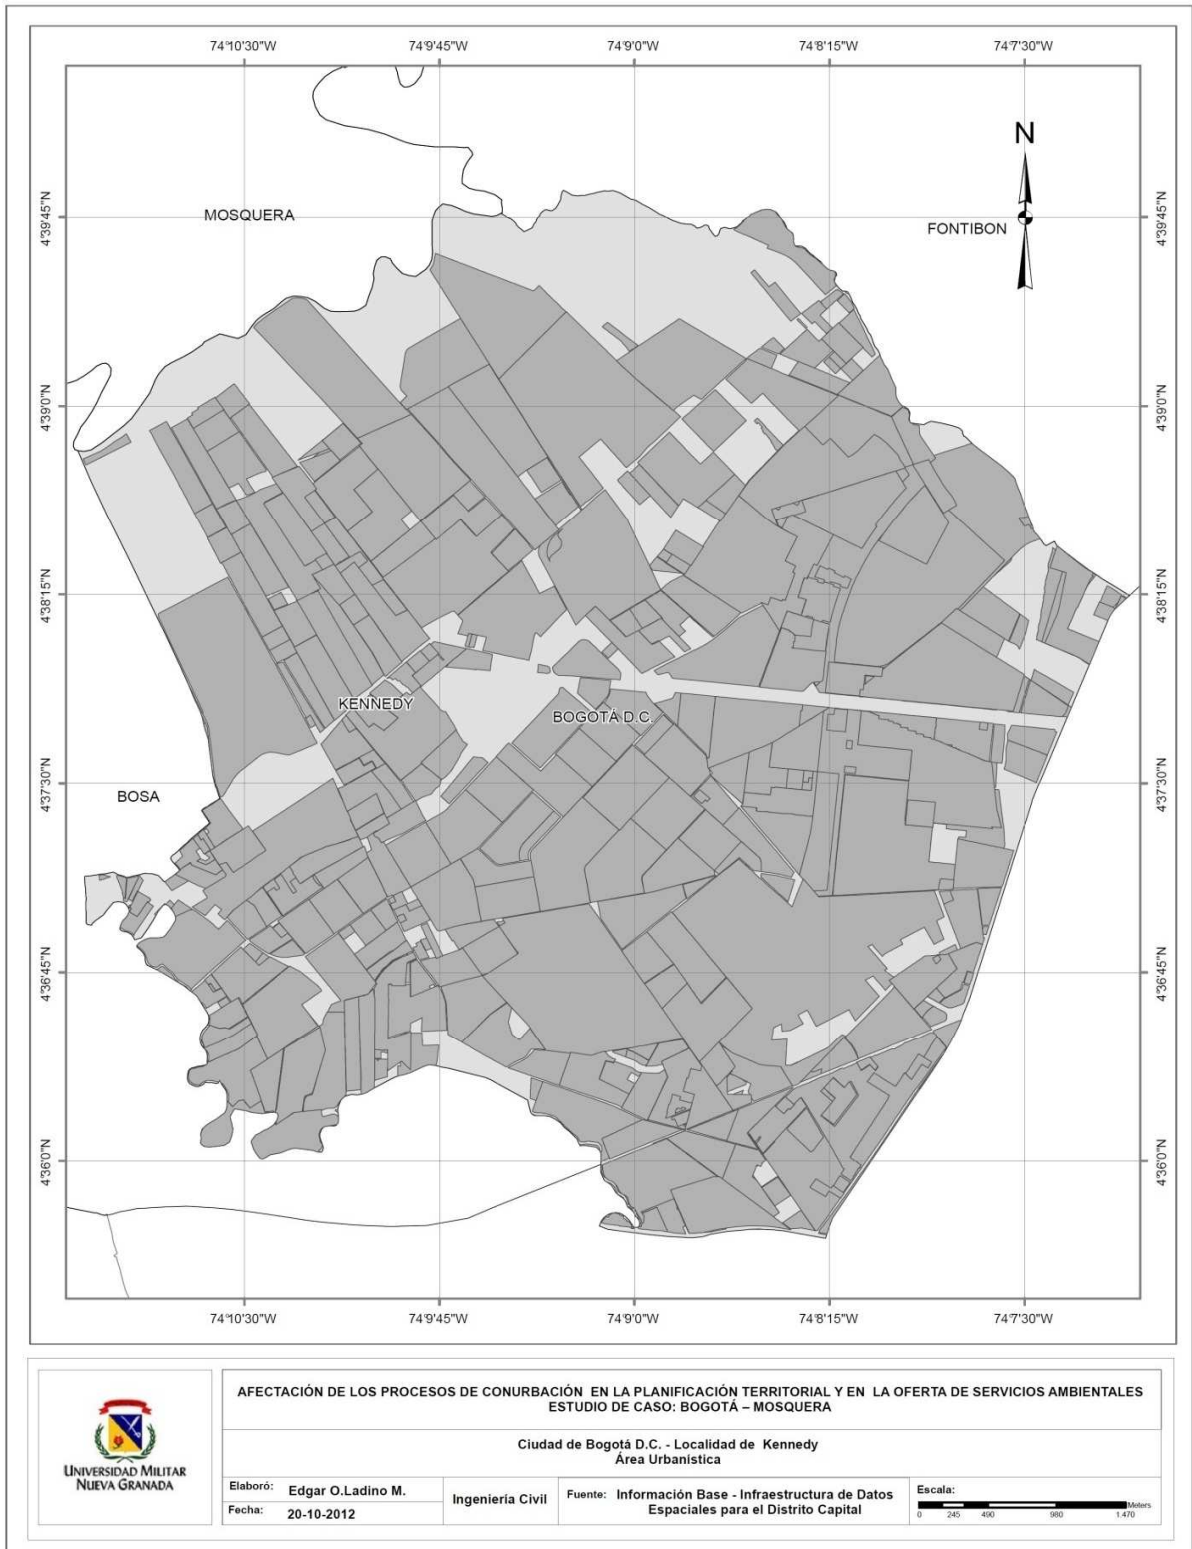 74°10'30"W 74°9'45"W 74°9'0"W 74°8'15"W 74°7'30"W
N
4°39'45"N MOSQUERA FONTIBON 4°39'45"N
4°39'0"N 4°39'0"N
4°38'15"N 4°38'15"N
KENNEDY BOGOTÁ D.C.
4°37'30"N BOSA 4°37'30"N
4°36'45"N 4°36'45"N
4°36'0"N 4°36'0"N
74°10'30"W 74°9'45"W 74°9'0"W 74°8'15"W 74°7'30"W
UNIVERSIDAD MILITAR
NUEVA GRANADA
AFECTACIÓN DE LOS PROCESOS DE CONURBACIÓN EN LA PLANIFICACIÓN TERRITORIAL Y EN LA OFERTA DE SERVICIOS AMBIENTALES
ESTUDIO DE CASO: BOGOTÁ – MOSQUERA
Ciudad de Bogotá D.C. - Localidad de Kennedy
Área Urbanistica
Elaboró: Edgar O.Ladino M.
Fecha: 20-10-2012
Ingeniería Civil
Fuente: Información Base - Infraestructura de Datos
Espaciales para el Distrito Capital
Escala:
Meters
0 245 490 980 1.470